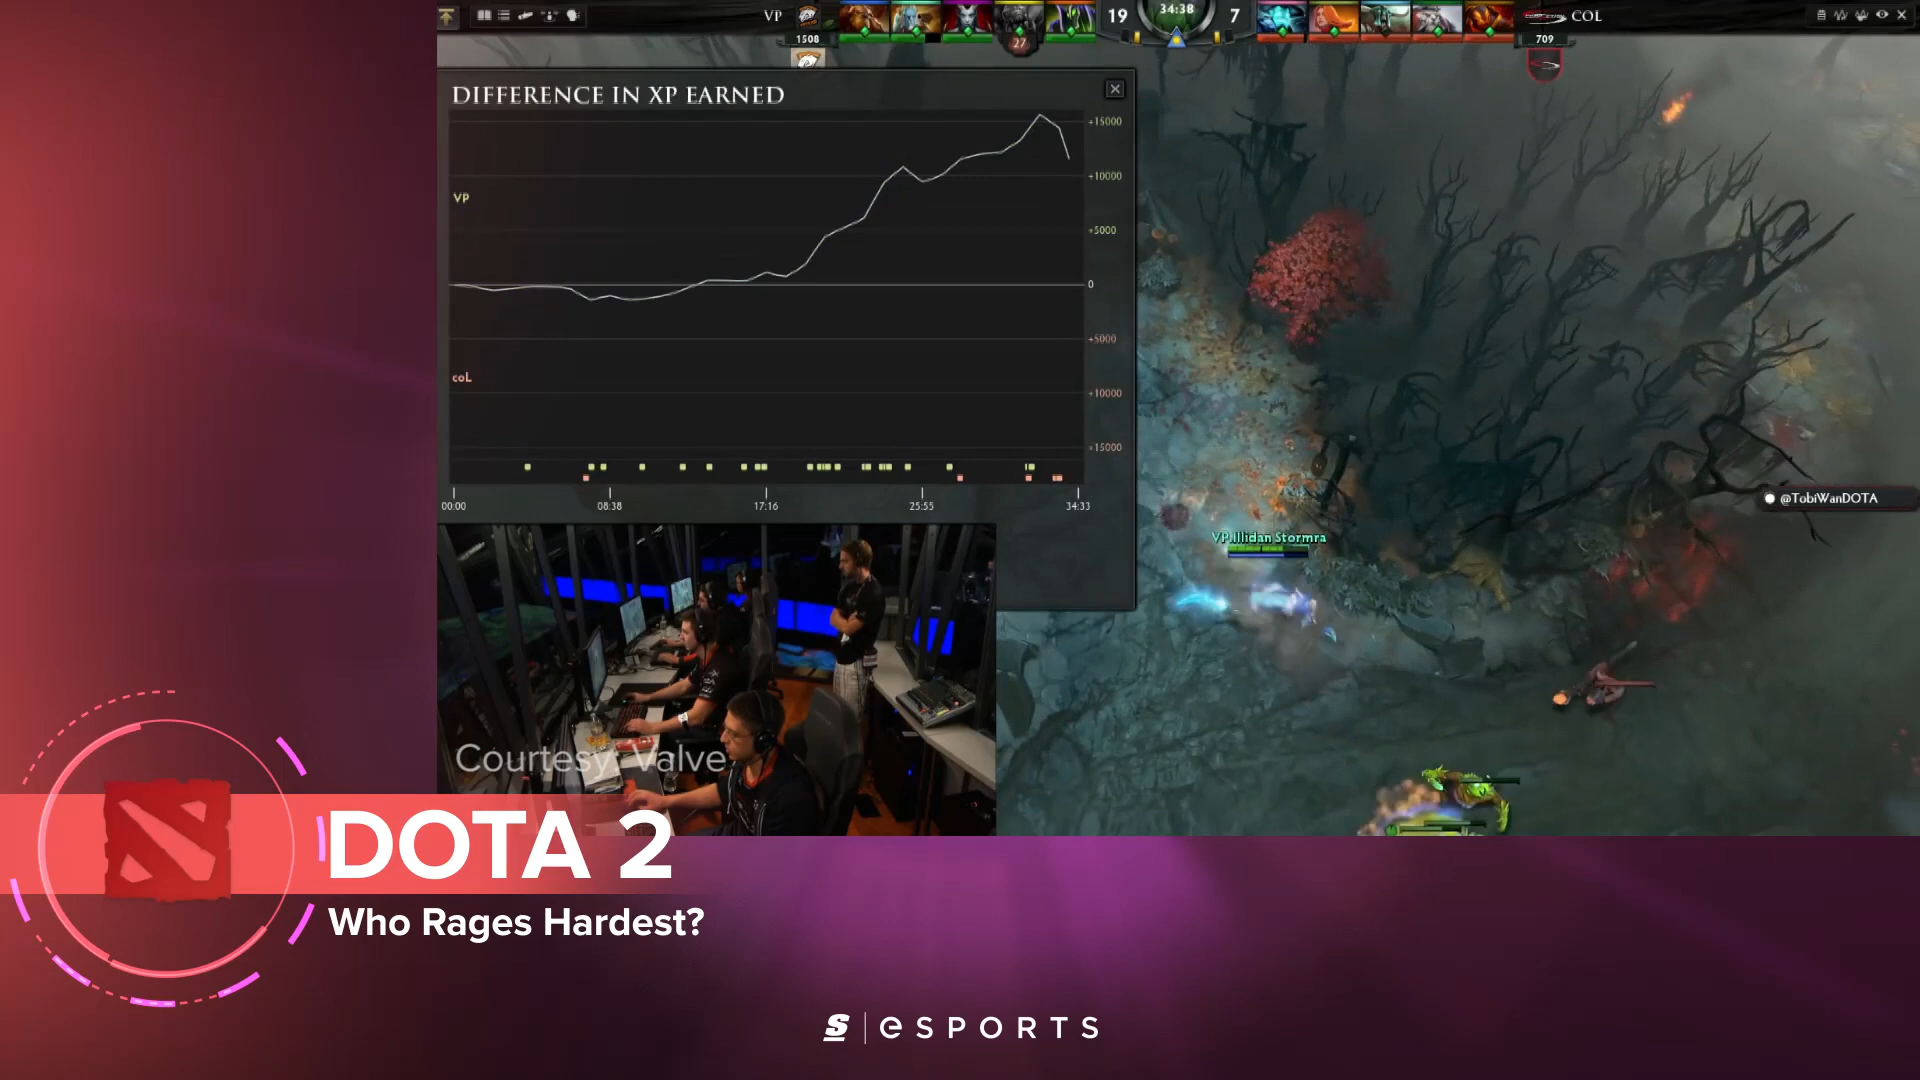 VP
19
34:38
7
COL
1508
27
709
DIFFERENCE IN XP EARNED
+15000
+10000
VP
+5000
0
+5000
coL
+10000
+15000
00:00
08:38
17:16
25:55
34:33
@TobiWanDOTA
VP.Illidan Stormra
Courtesy: Valve
DOTA 2
Who Rages Hardest?
S | eSPORTS